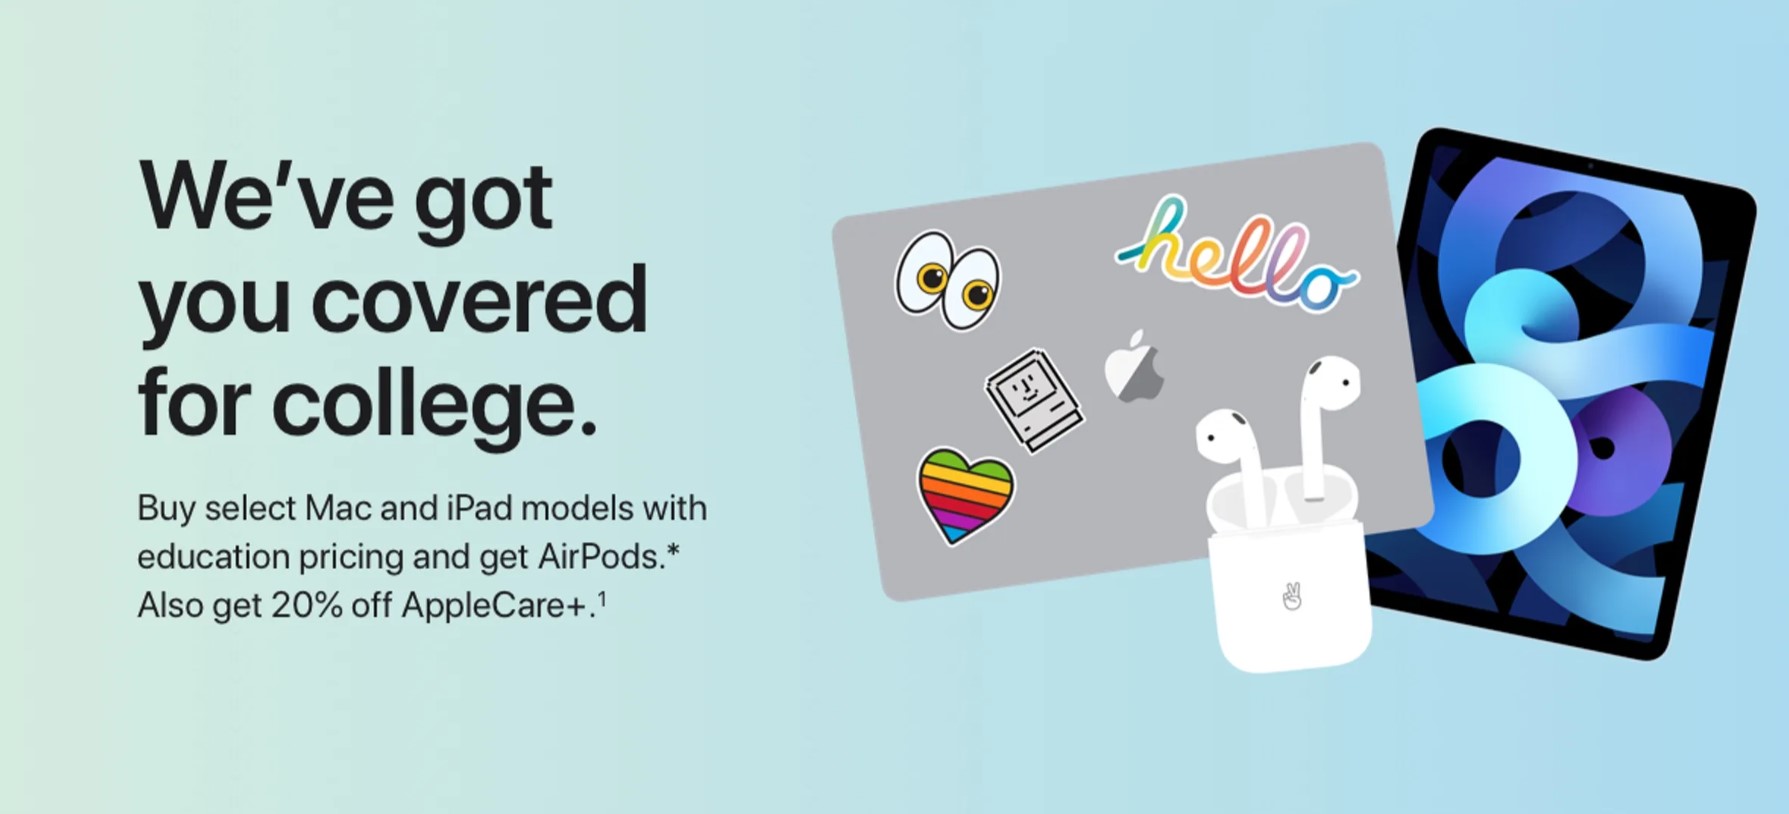 We’ve got
you covered
for college.
Buy select Mac and iPad models with
education pricing and get AirPods.*
Also get 20% off AppleCare+.¹
hello